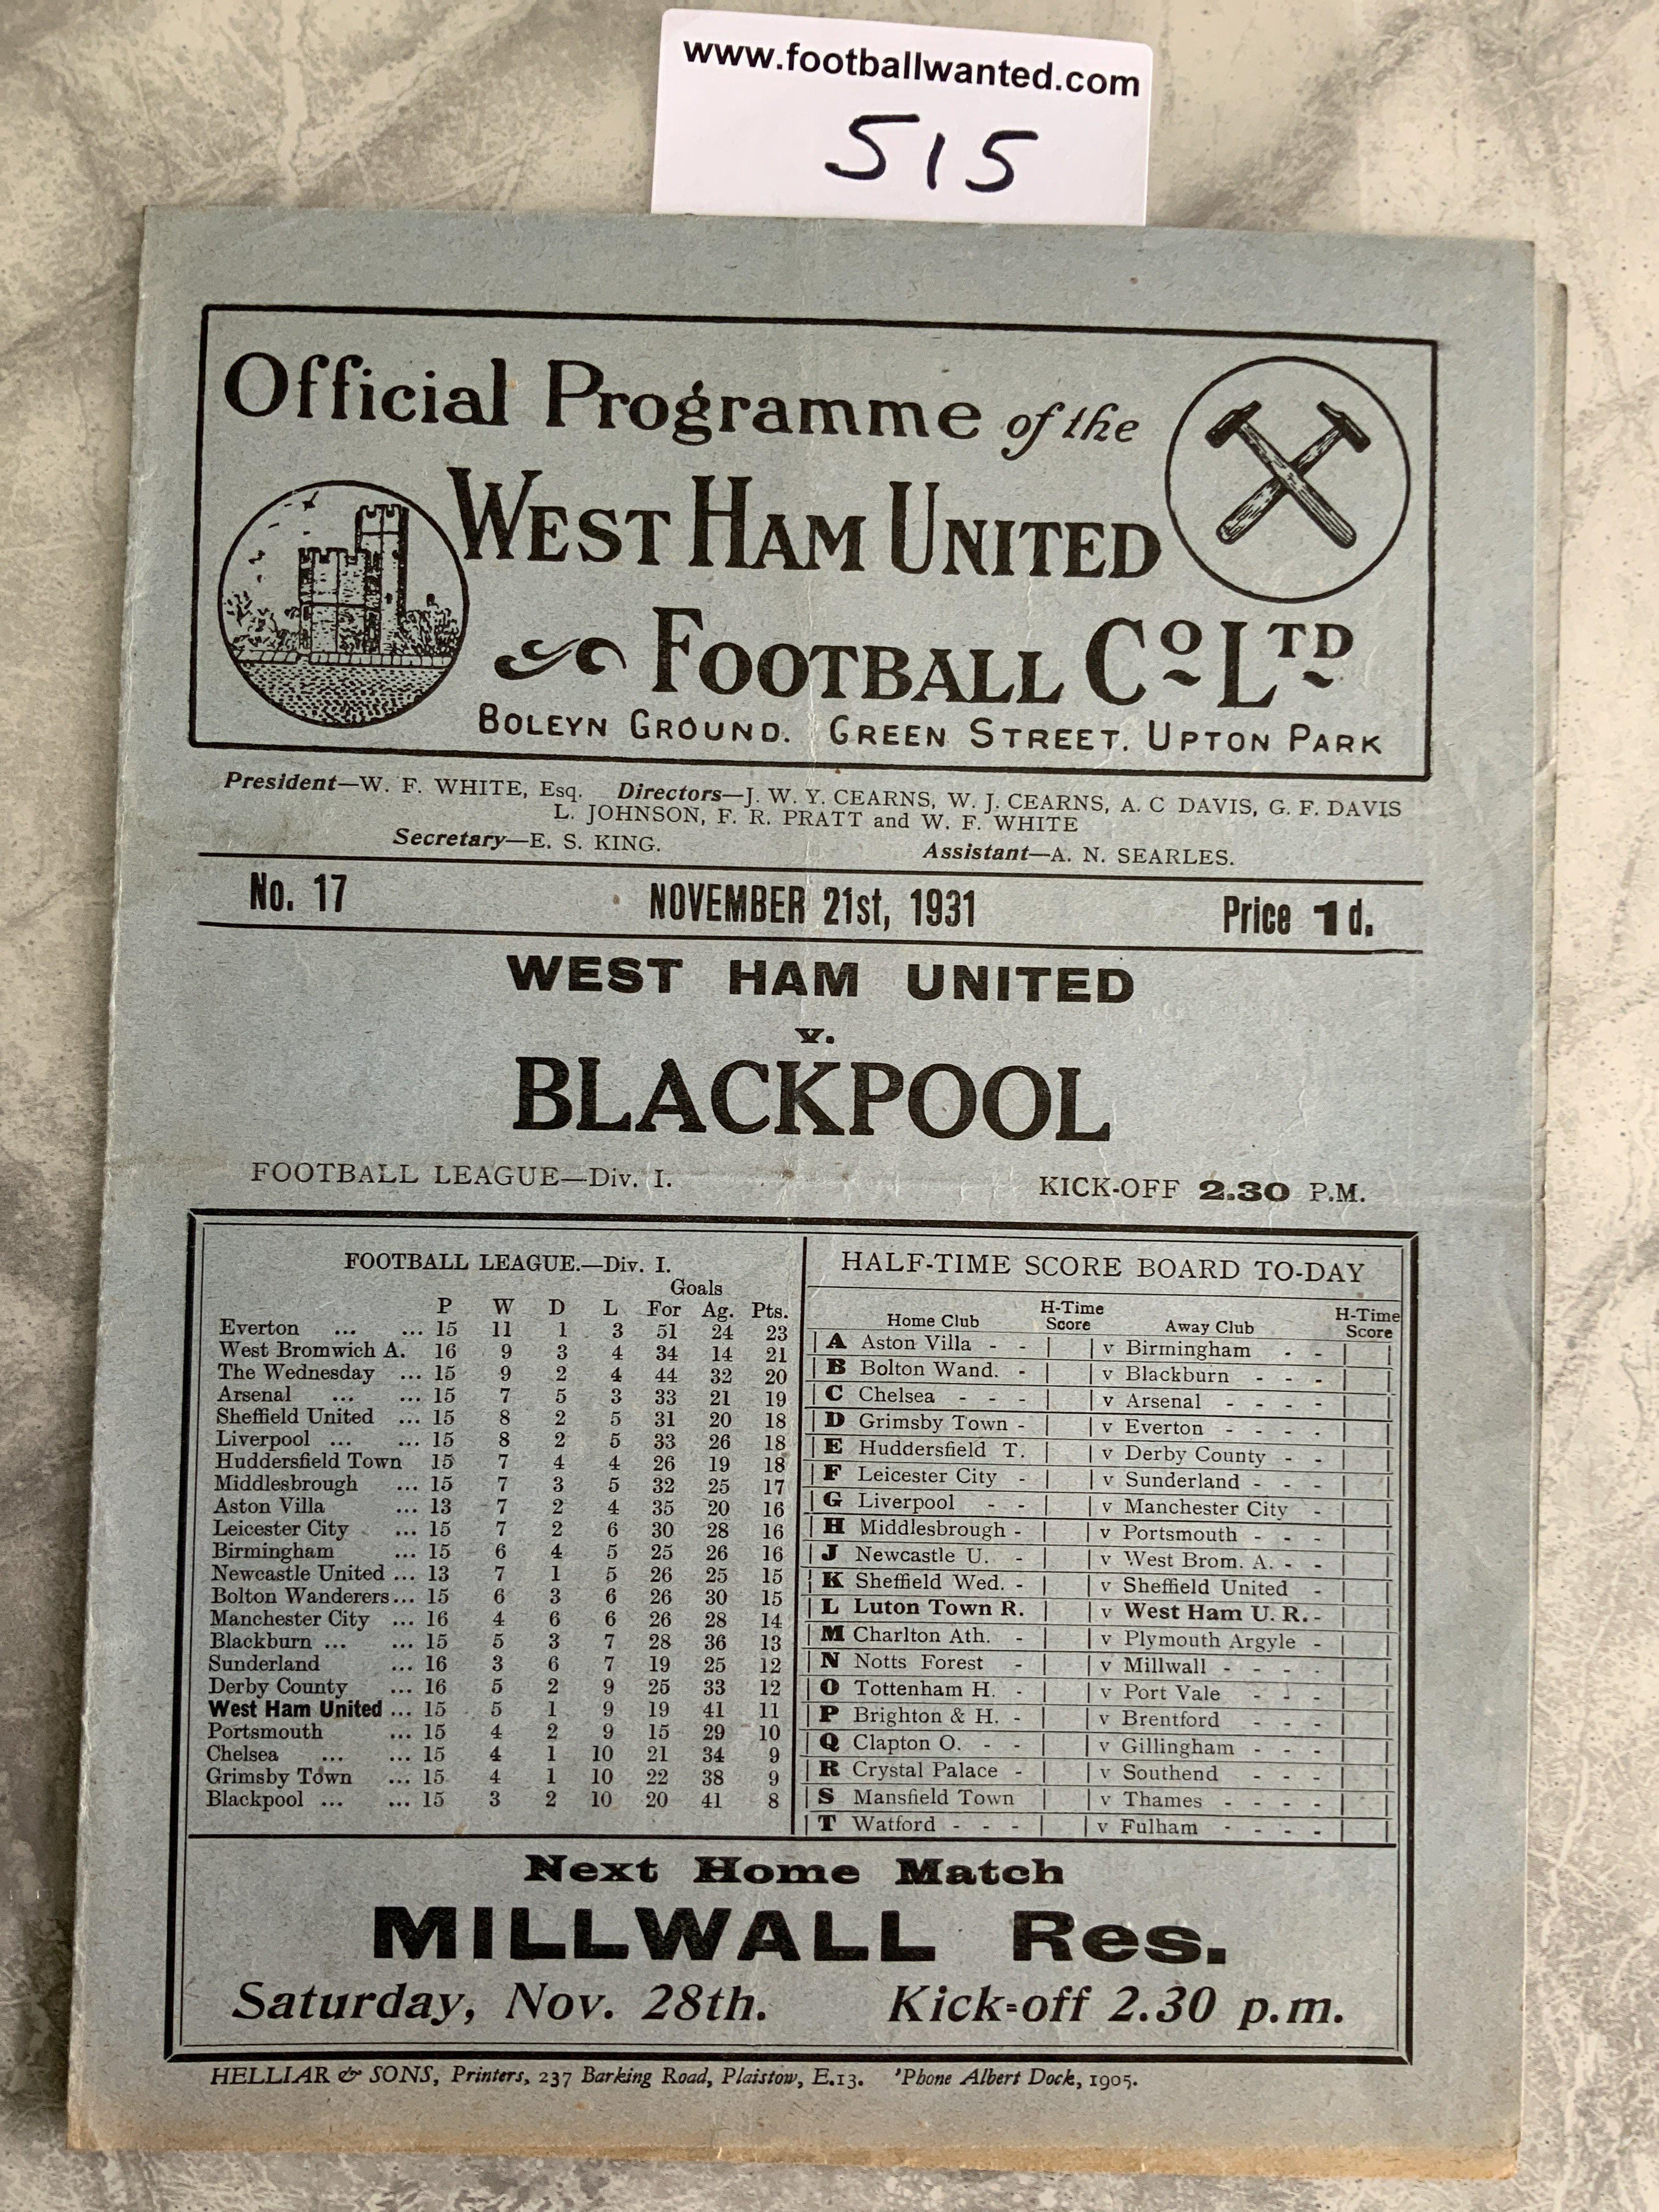 www.footballwanted.com
515
Official Programme of the
WEST HAM UNITED
FOOTBALL Co LTD
BOLEYN GROUND. GREEN STREET. UPTON PARK
President—W. F. WHITE, Esq. Directors—J. W. Y. CEARNS, W. J. CEARNS, A. C DAVIS, G. F. DAVIS
L. JOHNSON, F. R. PRATT and W. F. WHITE
Secretary—E. S. KING. Assistant—A. N. SEARLES.
No. 17 NOVEMBER 21st, 1931 Price 1d.
WEST HAM UNITED
v.
BLACKPOOL
FOOTBALL LEAGUE—Div. I. KICK-OFF 2.30 P.M.
FOOTBALL LEAGUE.—Div. I.
Goals
P W D L For Ag. Pts.
Everton ... ... 15 11 1 3 51 24 23
West Bromwich A. 16 9 3 4 34 14 21
The Wednesday ... 15 9 2 4 44 32 20
Arsenal ... ... 15 7 5 3 33 21 19
Sheffield United ... 15 8 2 5 31 20 18
Liverpool ... ... 15 8 2 5 33 26 18
Huddersfield Town 15 7 4 4 26 19 18
Middlesbrough ... 15 7 3 5 32 25 17
Aston Villa ... 13 7 2 4 35 20 16
Leicester City ... 15 7 2 6 30 28 16
Birmingham ... 15 6 4 5 25 26 16
Newcastle United ... 13 7 1 5 26 25 15
Bolton Wanderers... 15 6 3 6 26 30 15
Manchester City ... 16 4 6 6 26 28 14
Blackburn ... ... 15 5 3 7 28 36 13
Sunderland ... 16 3 6 7 19 25 12
Derby County ... 16 5 2 9 25 33 12
West Ham United ... 15 5 1 9 19 41 11
Portsmouth ... 15 4 2 9 15 29 10
Chelsea ... ... 15 4 1 10 21 34 9
Grimsby Town ... 15 4 1 10 22 38 9
Blackpool ... ... 15 3 2 10 20 41 8
HALF-TIME SCORE BOARD TO-DAY
Home Club H-Time Score Away Club H-Time Score
A Aston Villa - - v Birmingham - -
B Bolton Wand. - v Blackburn - - -
C Chelsea - - - v Arsenal - - - -
D Grimsby Town - v Everton - - - -
E Huddersfield T. v Derby County - -
F Leicester City - v Sunderland - - -
G Liverpool - - v Manchester City -
H Middlesbrough - v Portsmouth - - -
J Newcastle U. - v West Brom. A. - -
K Sheffield Wed. - v Sheffield United -
L Luton Town R. v West Ham U. R. -
M Charlton Ath. - v Plymouth Argyle -
N Notts Forest - v Millwall - - - -
O Tottenham H. - v Port Vale - - -
P Brighton & H. - v Brentford - - -
Q Clapton O. - - v Gillingham - - -
R Crystal Palace - v Southend - - -
S Mansfield Town v Thames - - - -
T Watford - - - v Fulham - - - -
Next Home Match
MILLWALL Res.
Saturday, Nov. 28th. Kick-off 2.30 p.m.
HELLIAR & SONS, Printers, 237 Barking Road, Plaistow, E.13. 'Phone Albert Dock, 1905.